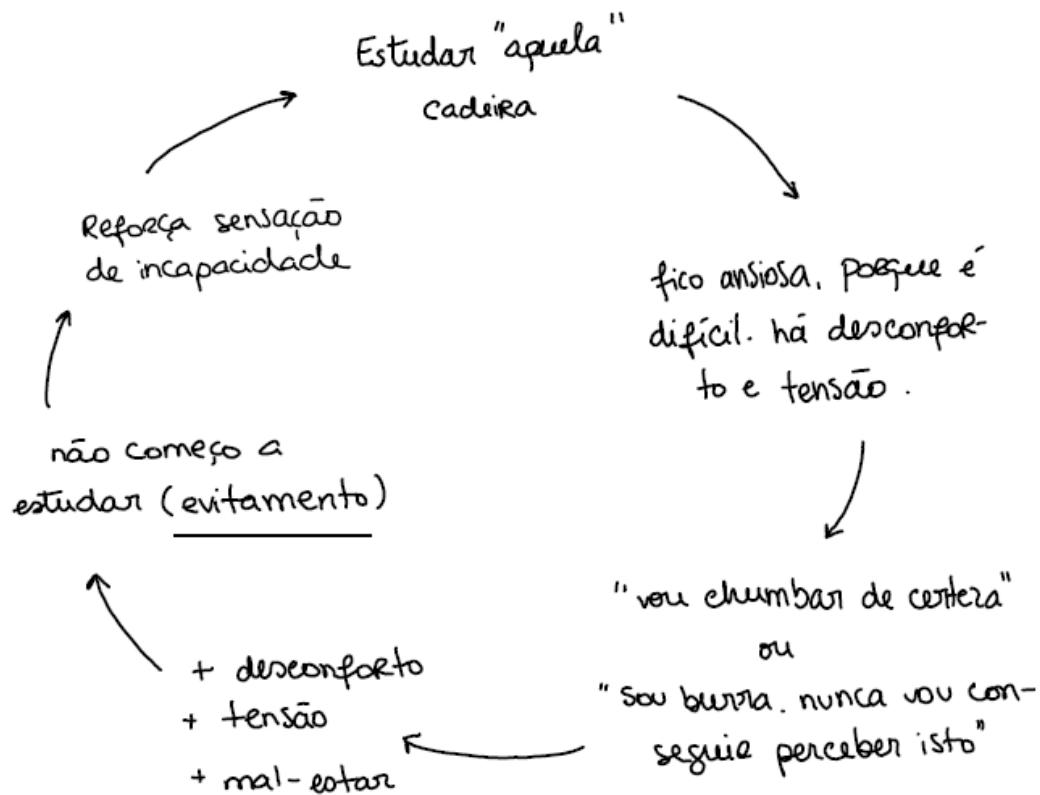 Estudar "aquela"
cadeira
fico ansiosa, porque é
difícil. há desconfor-
to e tensão.
"vou chumbar de certeza"
ou
"sou burra. nunca vou con-
seguir perceber isto"
+ desconforto
+ tensão
+ mal-estar
não começo a
estudar (evitamento)
Reforça sensação
de incapacidade